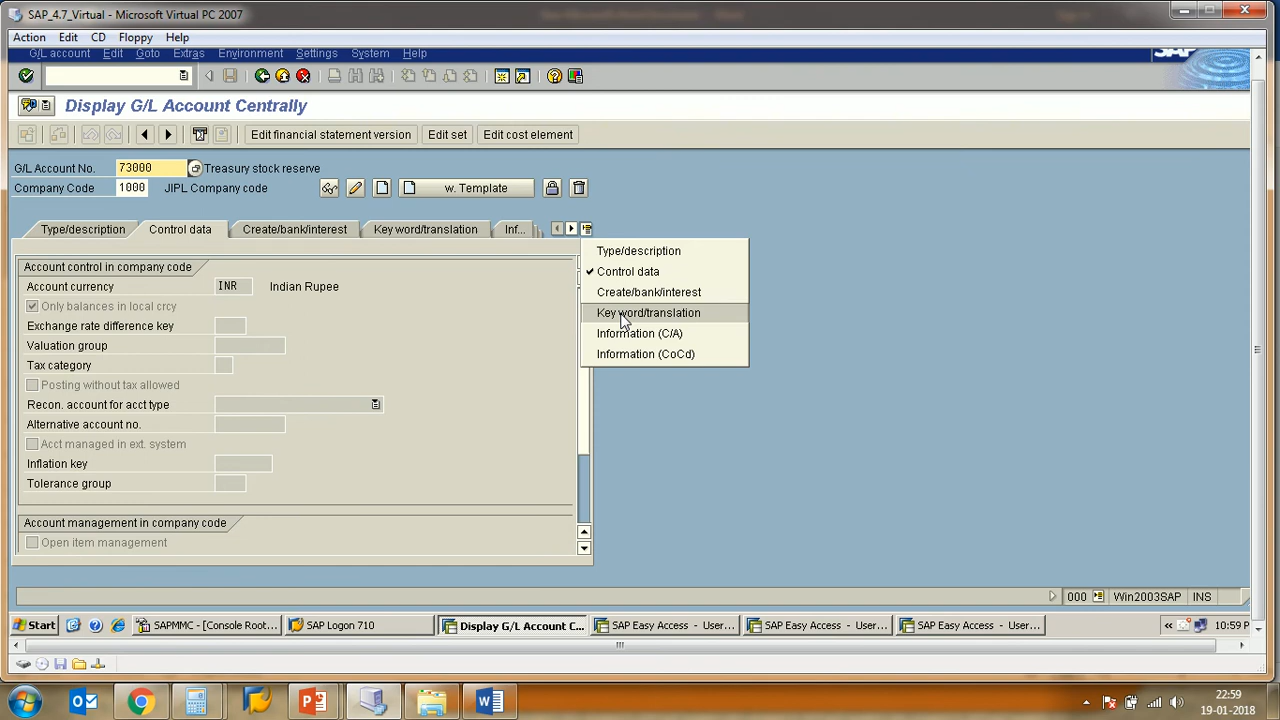 SAP_4.7_Virtual - Microsoft Virtual PC 2007
Action Edit CD Floppy Help
G/L account Edit Goto Extras Environment Settings System Help
SAP
Display G/L Account Centrally
Edit financial statement version Edit set Edit cost element
G/L Account No. 73000 Treasury stock reserve
Company Code 1000 JIPL Company code w. Template
Type/description Control data Create/bank/interest Key word/translation Inf...
Type/description
Control data
Create/bank/interest
Key word/translation
Information (C/A)
Information (CoCd)
Account control in company code
Account currency INR Indian Rupee
Only balances in local crcy
Exchange rate difference key
Valuation group
Tax category
Posting without tax allowed
Recon. account for acct type
Alternative account no.
Acct managed in ext. system
Inflation key
Tolerance group
Account management in company code
Open item management
000 Win2003SAP INS
Start SAPMMC - [Console Root... SAP Logon 710 Display G/L Account C... SAP Easy Access - User... SAP Easy Access - User... SAP Easy Access - User... « 10:59 P
22:59
19-01-2018